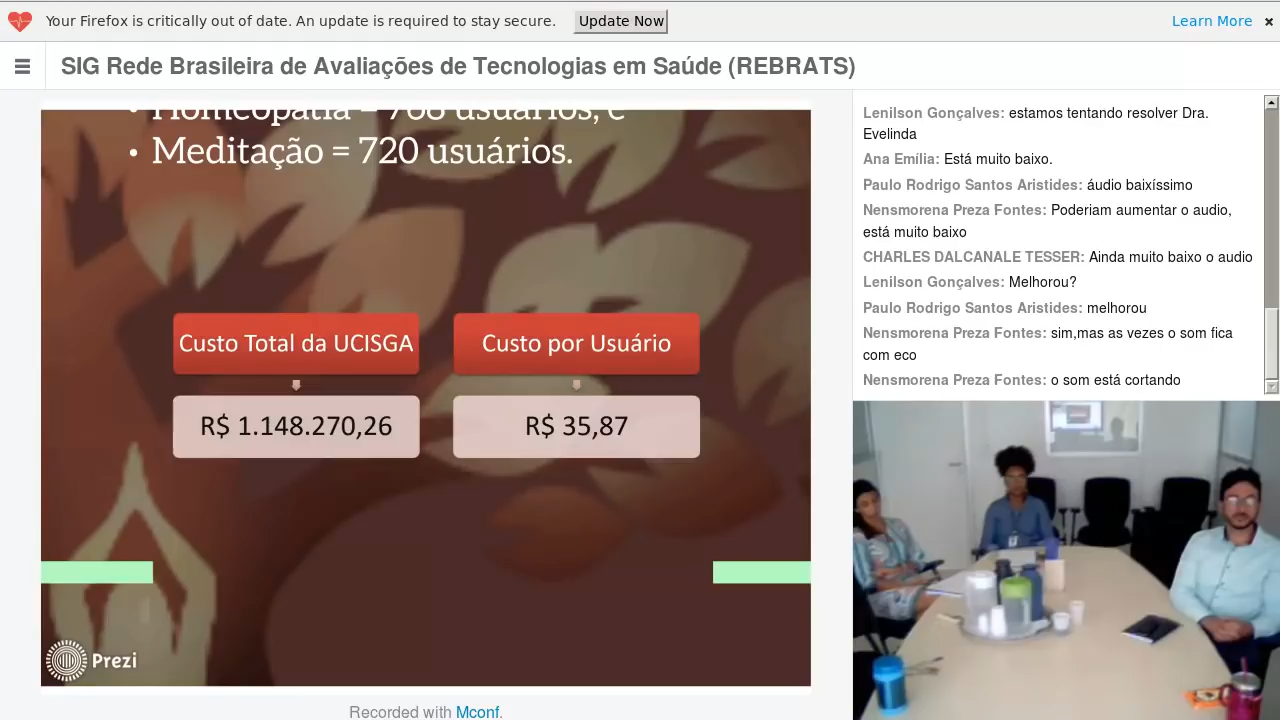 Your Firefox is critically out of date. An update is required to stay secure.
Update Now
Learn More
SIG Rede Brasileira de Avaliações de Tecnologias em Saúde (REBRATS)
• Homeopatia = 768 usuários, e
• Meditação = 720 usuários.
Custo Total da UCISGA
Custo por Usuário
R$ 1.148.270,26
R$ 35,87
Prezi
Recorded with Mconf.
Lenilson Gonçalves: estamos tentando resolver Dra.
Evelinda
Ana Emília: Está muito baixo.
Paulo Rodrigo Santos Aristides: áudio baixíssimo
Nensmorena Preza Fontes: Poderiam aumentar o audio,
está muito baixo
CHARLES DALCANALE TESSER: Ainda muito baixo o audio
Lenilson Gonçalves: Melhorou?
Paulo Rodrigo Santos Aristides: melhorou
Nensmorena Preza Fontes: sim,mas as vezes o som fica
com eco
Nensmorena Preza Fontes: o som está cortando